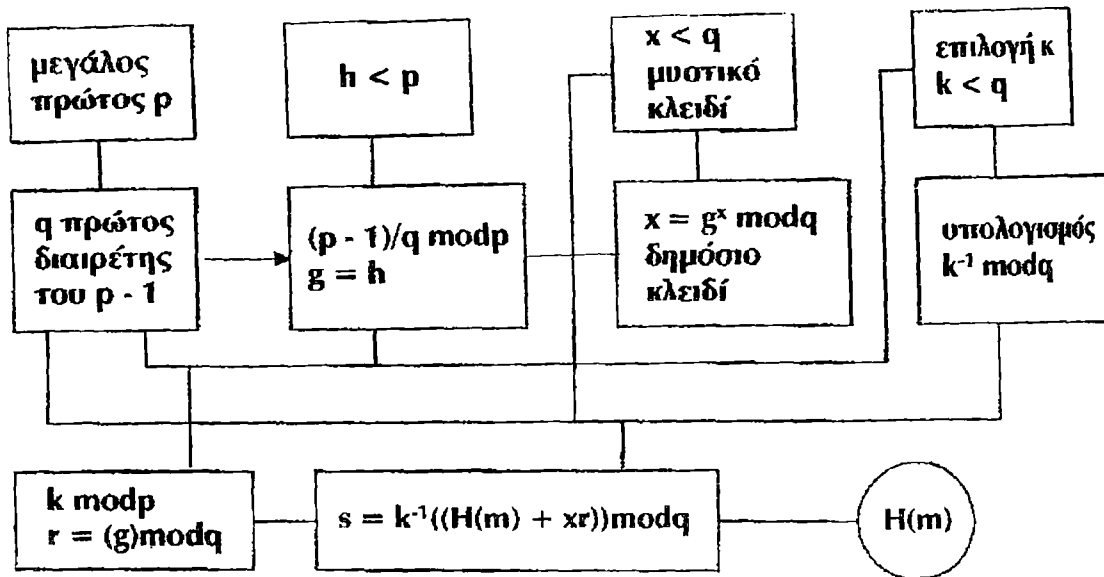 μεγάλος
πρώτος p
h < p
x < q
μυστικό
κλειδί
επιλογή κ
k < q
q πρώτος
διαιρέτης
του p - 1
(p - 1)/q modp
g = h
x = gˣ modq
δημόσιο
κλειδί
υπολογισμός
k⁻¹ modq
k modp
r = (g)modq
s = k⁻¹((H(m) + xr))modq
H(m)